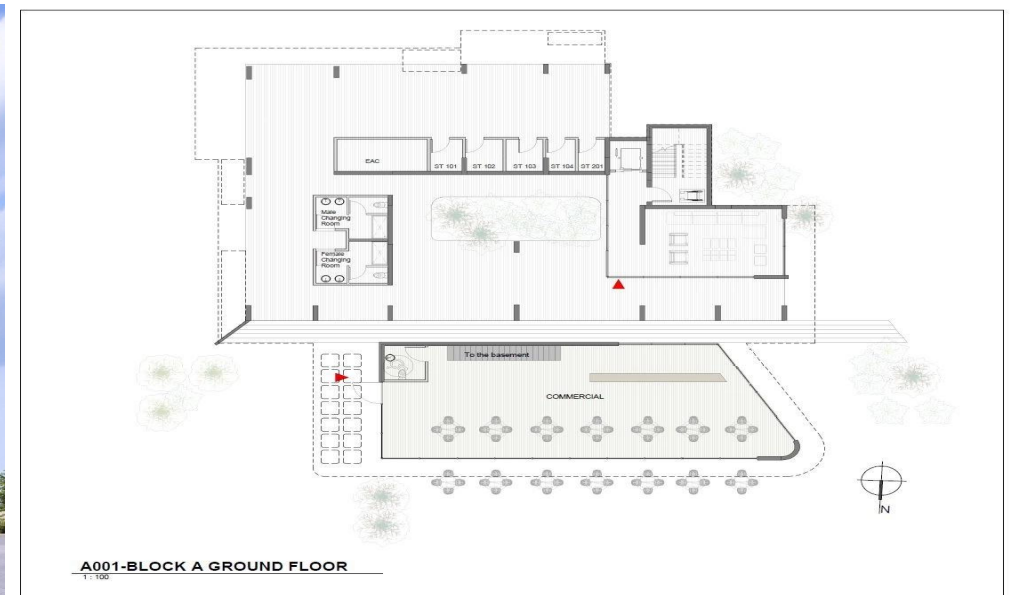 EAC
ST 101
ST 102
ST 103
ST 104
ST 201
Male
Changing
Room
Female
Changing
Room
To the basement
COMMERCIAL
N
A001-BLOCK A GROUND FLOOR
1 : 100